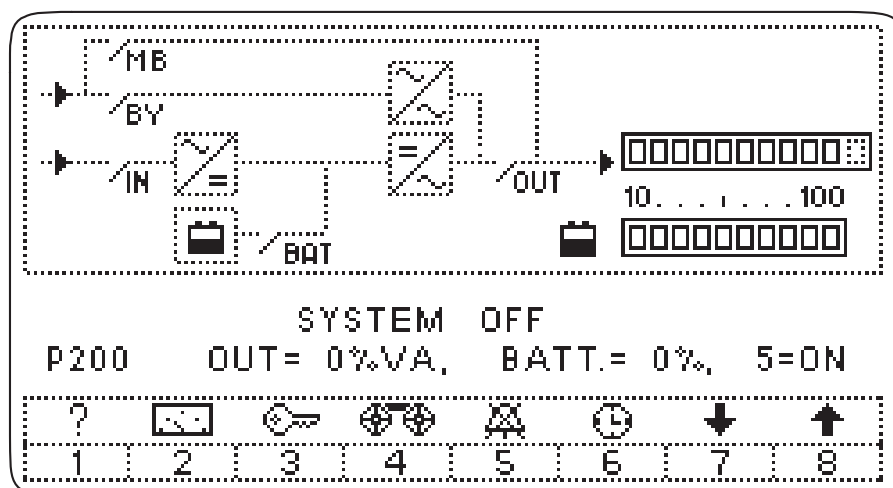 MB
BY
IN
OUT
BAT
10. . . ı . . . 100
SYSTEM OFF
P200 OUT= 0%VA, BATT.= 0%, 5=ON
?
1 2 3 4 5 6 7 8